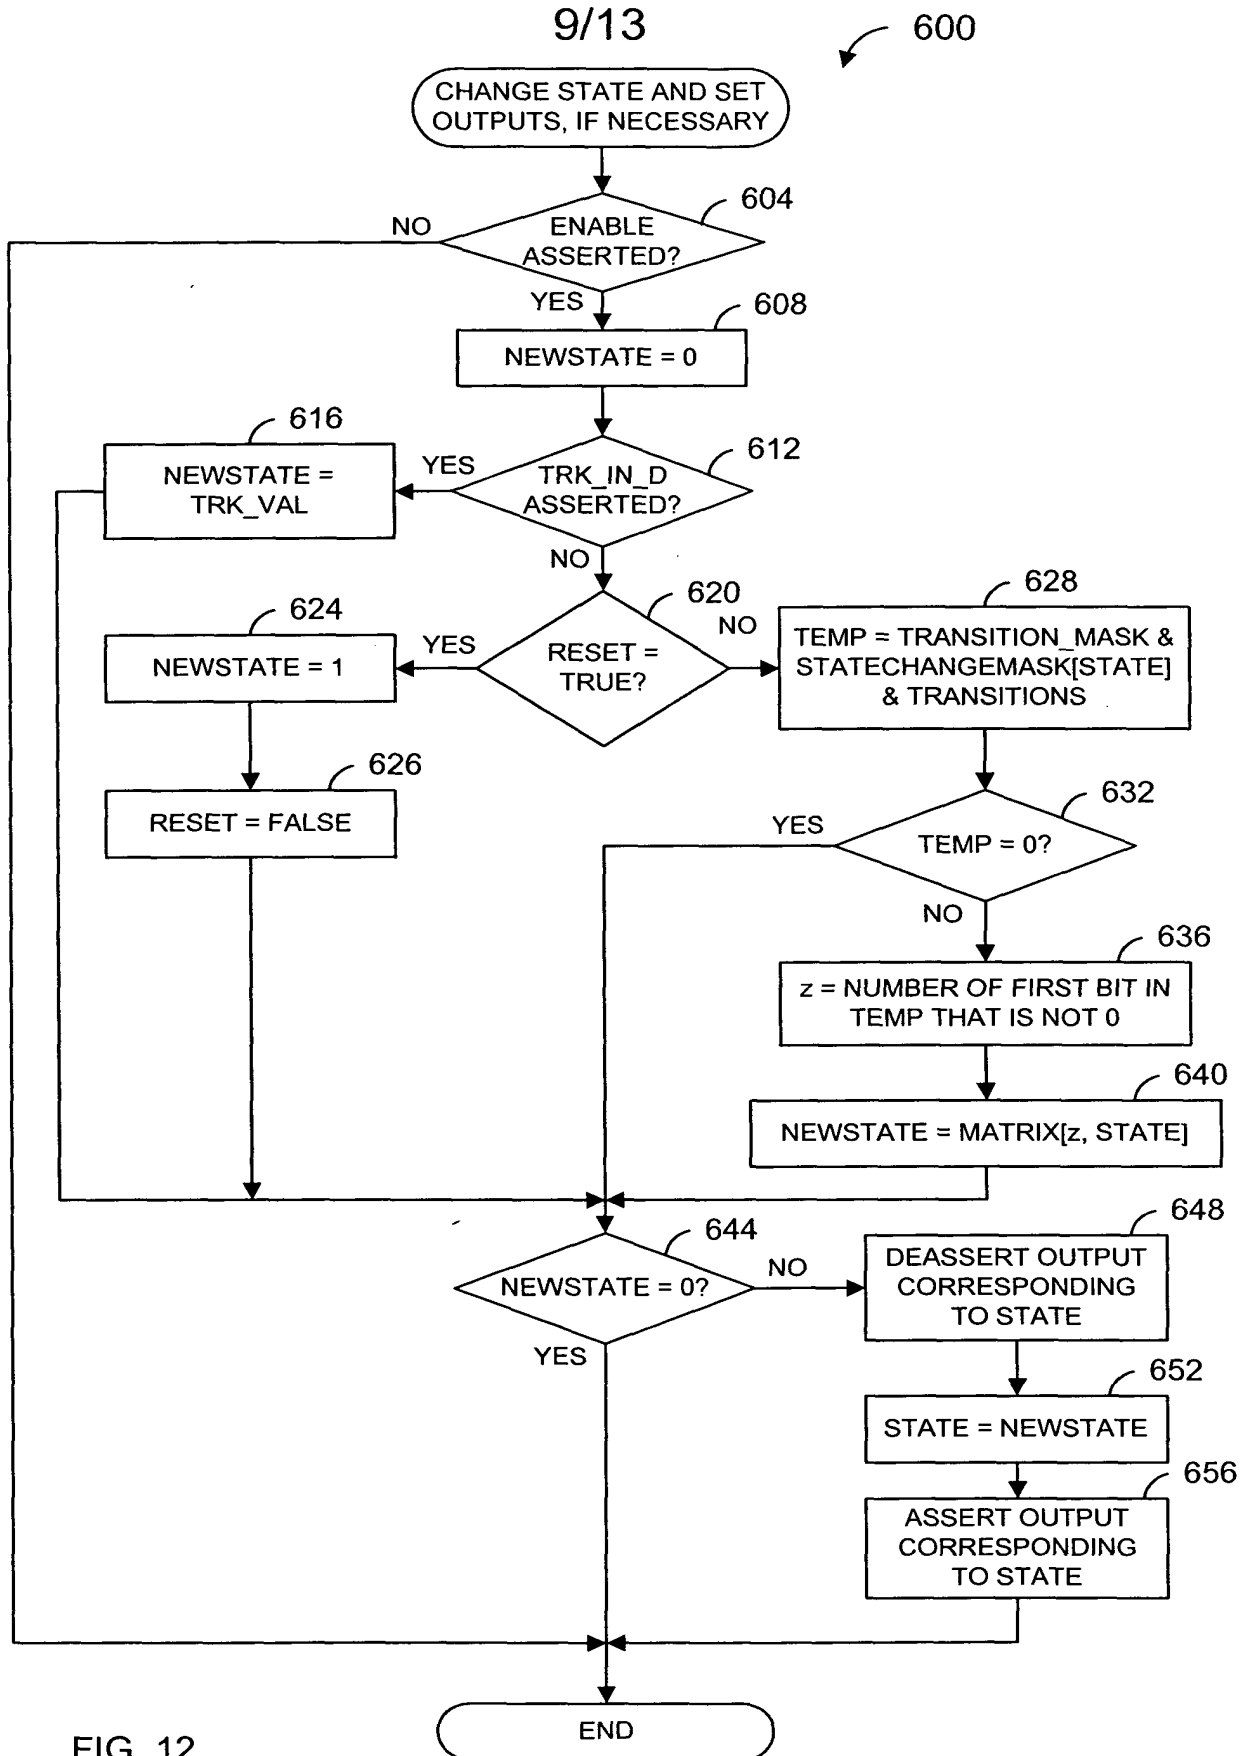 9/13
600
CHANGE STATE AND SET
OUTPUTS, IF NECESSARY
604
NO
ENABLE
ASSERTED?
YES
608
NEWSTATE = 0
616
NEWSTATE =
TRK_VAL
YES
612
TRK_IN_D
ASSERTED?
NO
624
NEWSTATE = 1
YES
620
RESET =
TRUE?
NO
628
TEMP = TRANSITION_MASK &
STATECHANGEMASK[STATE]
& TRANSITIONS
626
RESET = FALSE
632
YES
TEMP = 0?
NO
636
z = NUMBER OF FIRST BIT IN
TEMP THAT IS NOT 0
640
NEWSTATE = MATRIX[z, STATE]
644
NEWSTATE = 0?
NO
YES
648
DEASSERT OUTPUT
CORRESPONDING
TO STATE
652
STATE = NEWSTATE
656
ASSERT OUTPUT
CORRESPONDING
TO STATE
END
FIG. 12